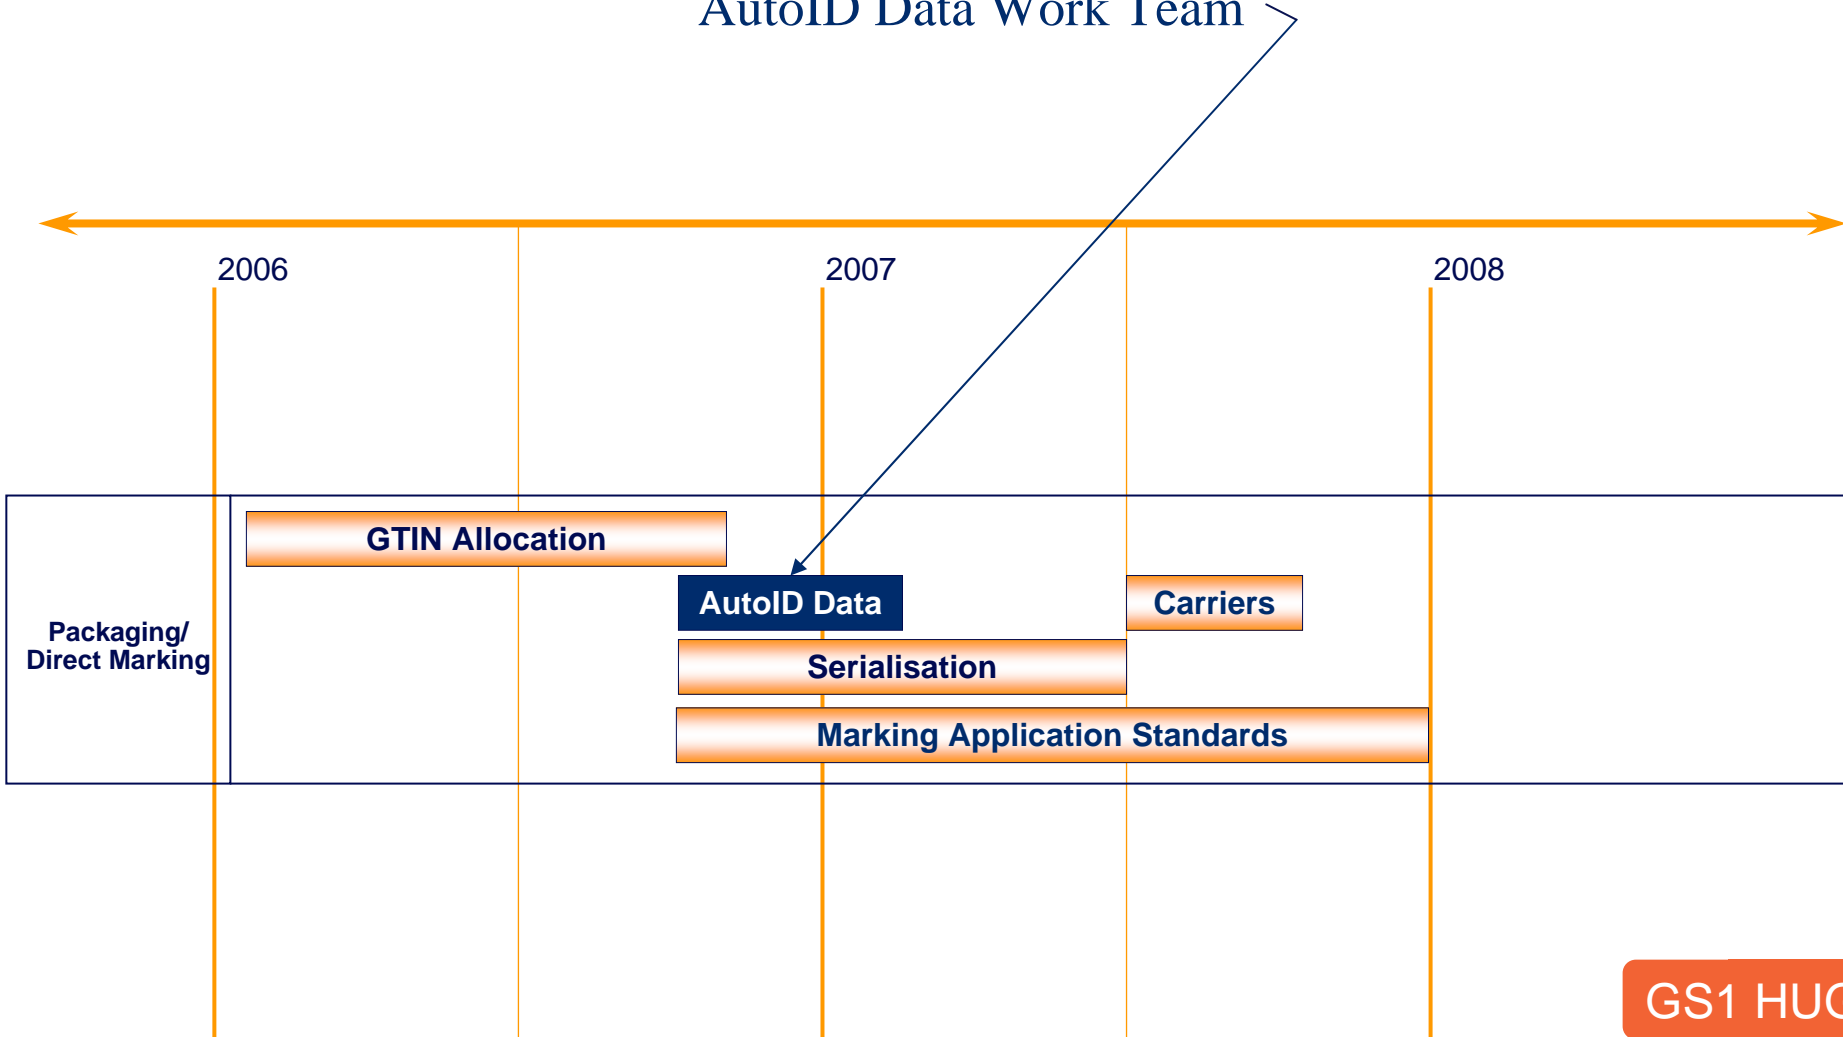 AutoID Data Work Team
2006 2007 2008
GTIN Allocation
AutoID Data Carriers
Packaging/
Direct Marking
Serialisation
Marking Application Standards
GS1